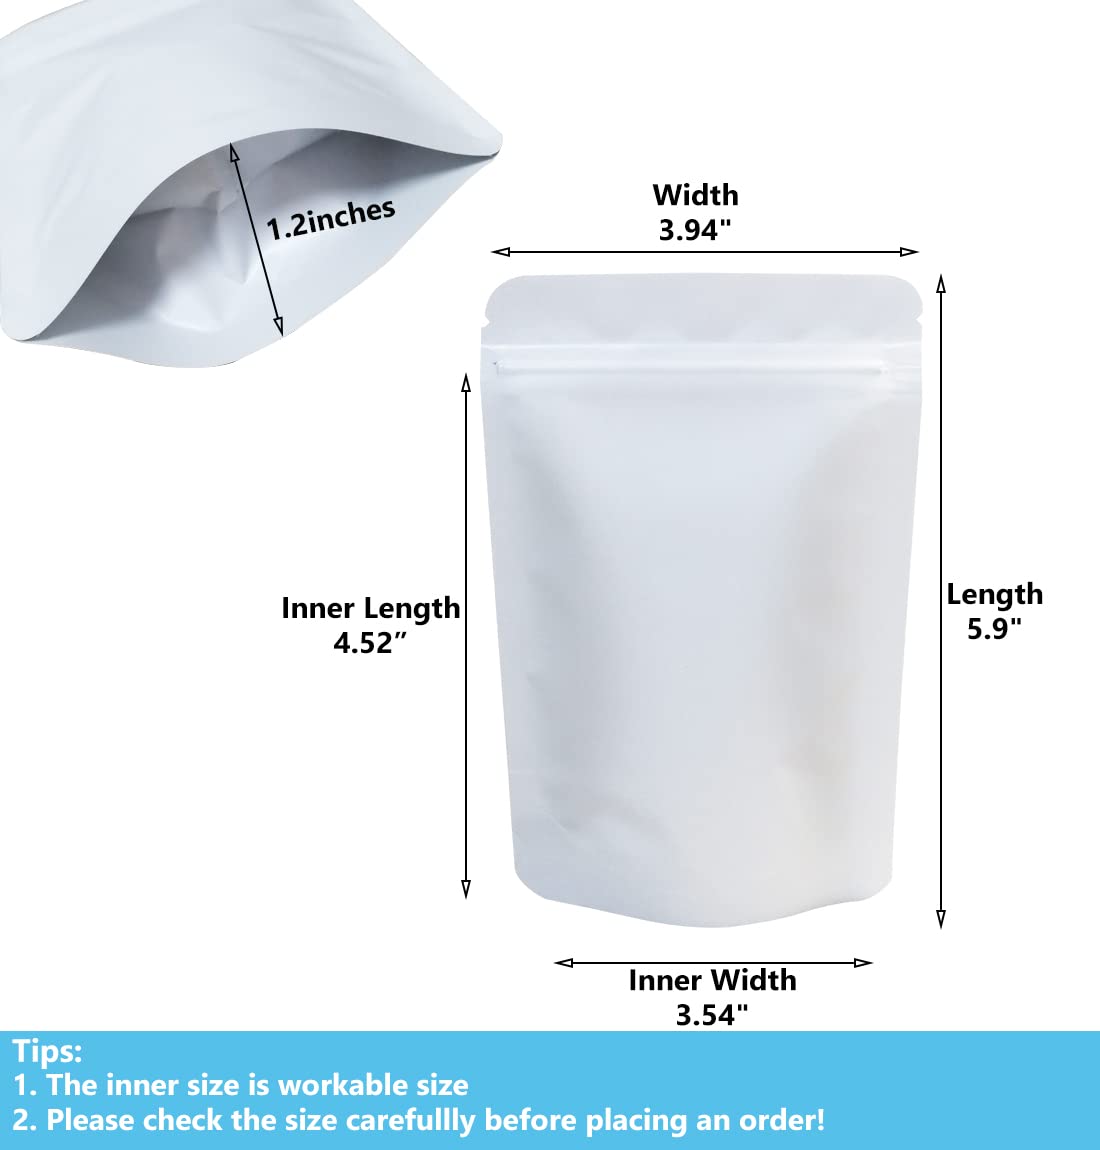 1.2inches
Width
3.94"
Inner Length
4.52”
Length
5.9"
Inner Width
3.54"
Tips:
1. The inner size is workable size
2. Please check the size carefullly before placing an order!